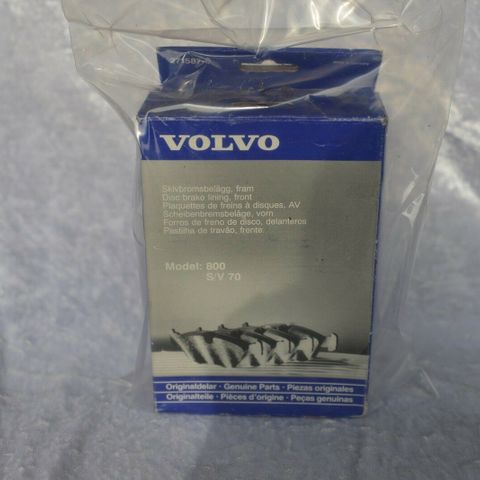 VOLVO
Skivbromsbelägg, fram
Disc brake lining, front
Plaquettes de freins à disques, AV
Scheibenbremsbeläge, vorn
Forros de freno de disco, delanteros
Pastilha de travão, frente
Model: 800
S/V 70
Originaldelar · Genuine Parts · Piezas originales
Originalteile · Pièces d'origine · Peças genuínas